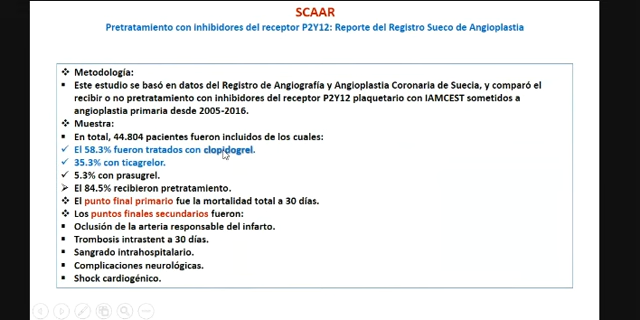 SCAAR
Pretratamiento con inhibidores del receptor P2Y12: Reporte del Registro Sueco de Angioplastia
Metodología:
Este estudio se basó en datos del Registro de Angiografía y Angioplastia Coronaria de Suecia, y comparó el
recibir o no pretratamiento con inhibidores del receptor P2Y12 plaquetario con IAMCEST sometidos a
angioplastia primaria desde 2005-2016.
Muestra:
En total, 44.804 pacientes fueron incluidos de los cuales:
El 58.3% fueron tratados con clopidogrel.
35.3% con ticagrelor.
5.3% con prasugrel.
El 84.5% recibieron pretratamiento.
El punto final primario fue la mortalidad total a 30 días.
Los puntos finales secundarios fueron:
Oclusión de la arteria responsable del infarto.
Trombosis intrastent a 30 días.
Sangrado intrahospitalario.
Complicaciones neurológicas.
Shock cardiogénico.